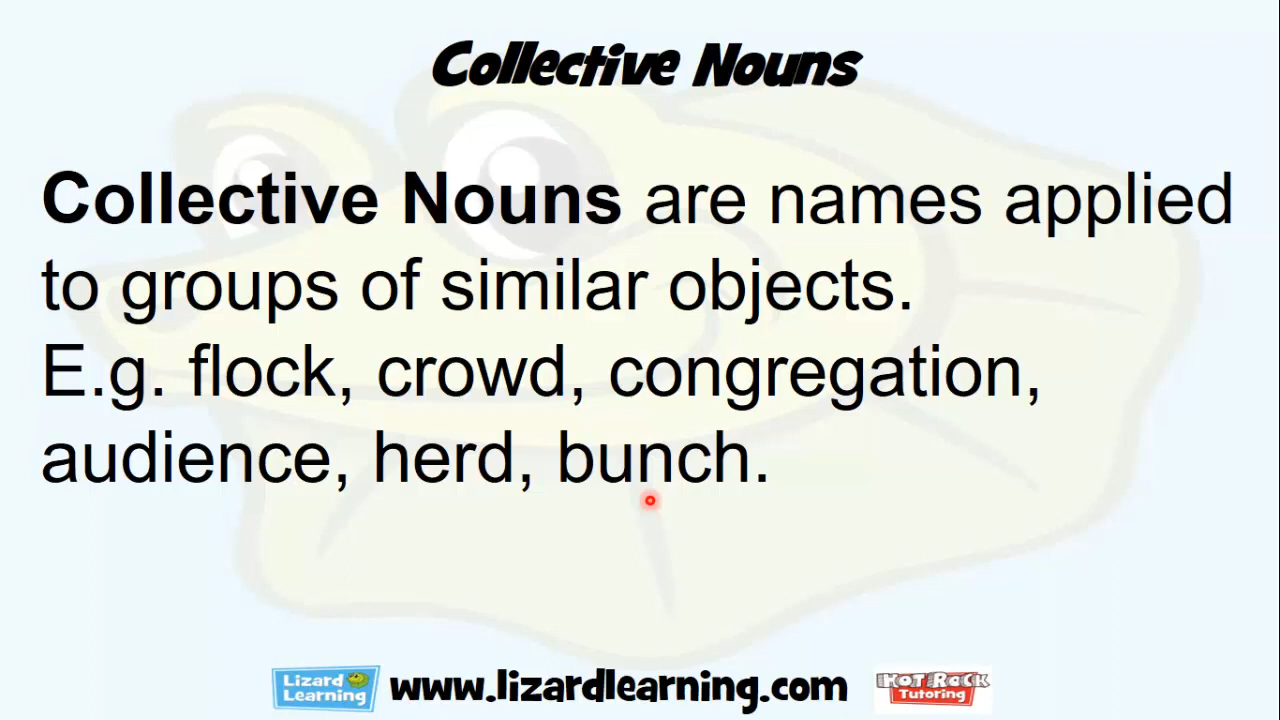 Collective Nouns
Collective Nouns are names applied
to groups of similar objects.
E.g. flock, crowd, congregation,
audience, herd, bunch.
Lizard
Learning
www.lizardlearning.com
HOT ROCK
Tutoring